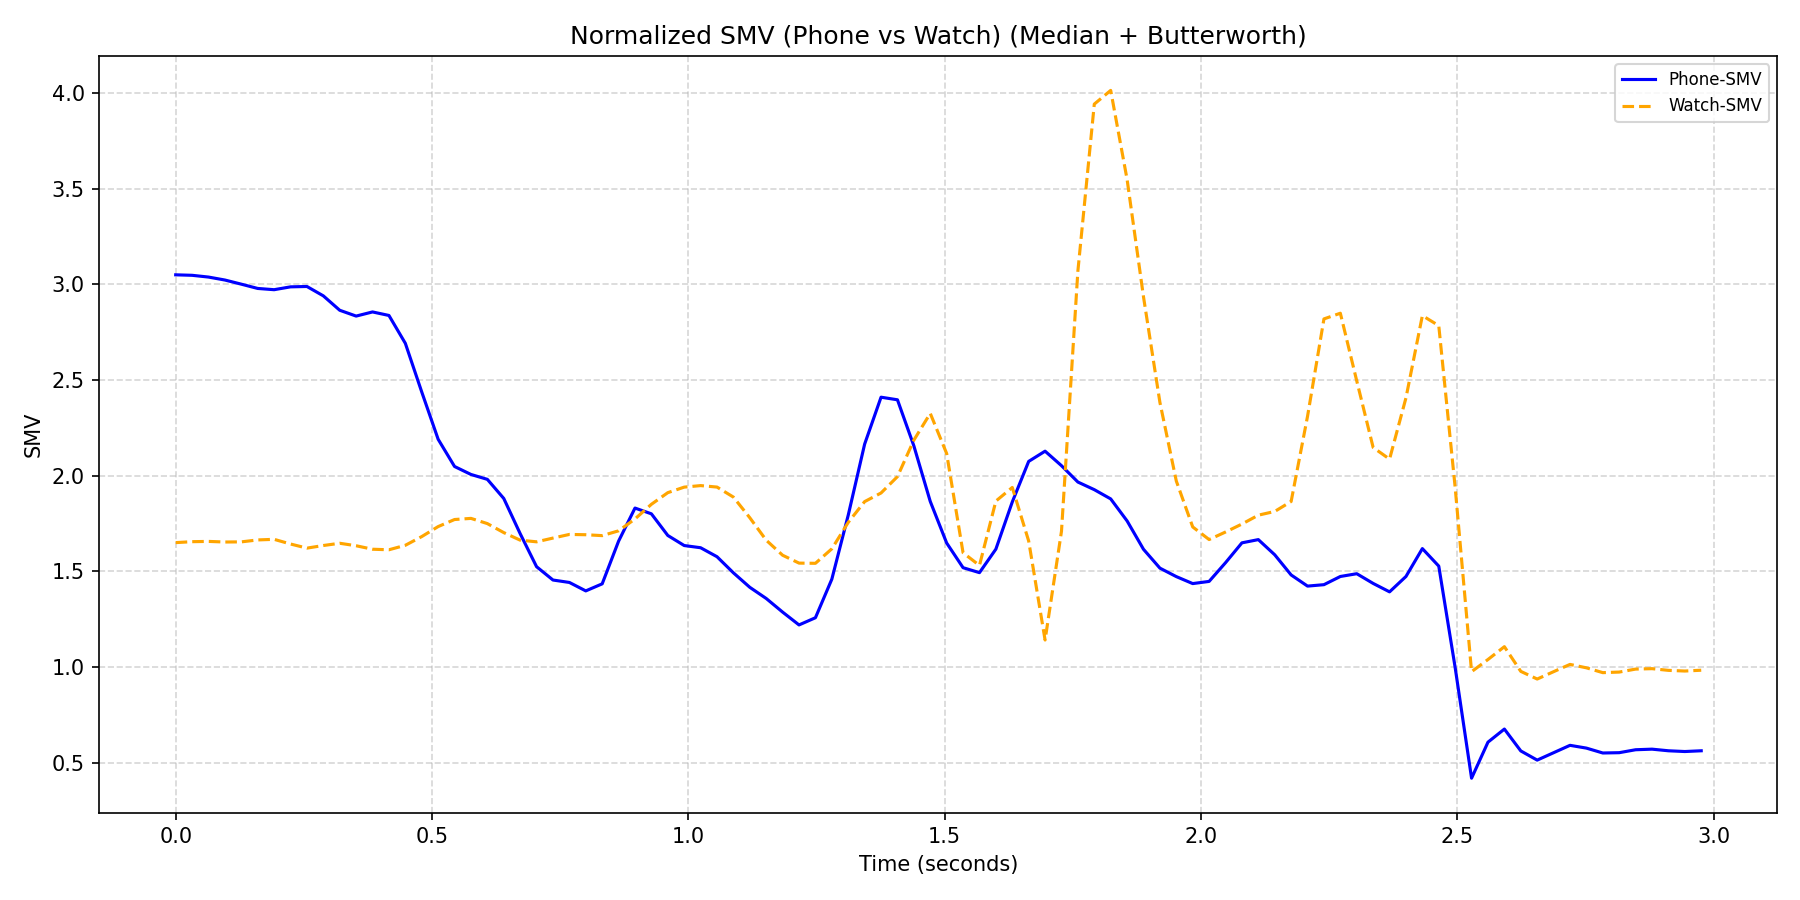 Normalized SMV (Phone vs Watch) (Median + Butterworth)
Phone-SMV
Watch-SMV
SMV
4.0
3.5
3.0
2.5
2.0
1.5
1.0
0.5
0.0 0.5 1.0 1.5 2.0 2.5 3.0
Time (seconds)